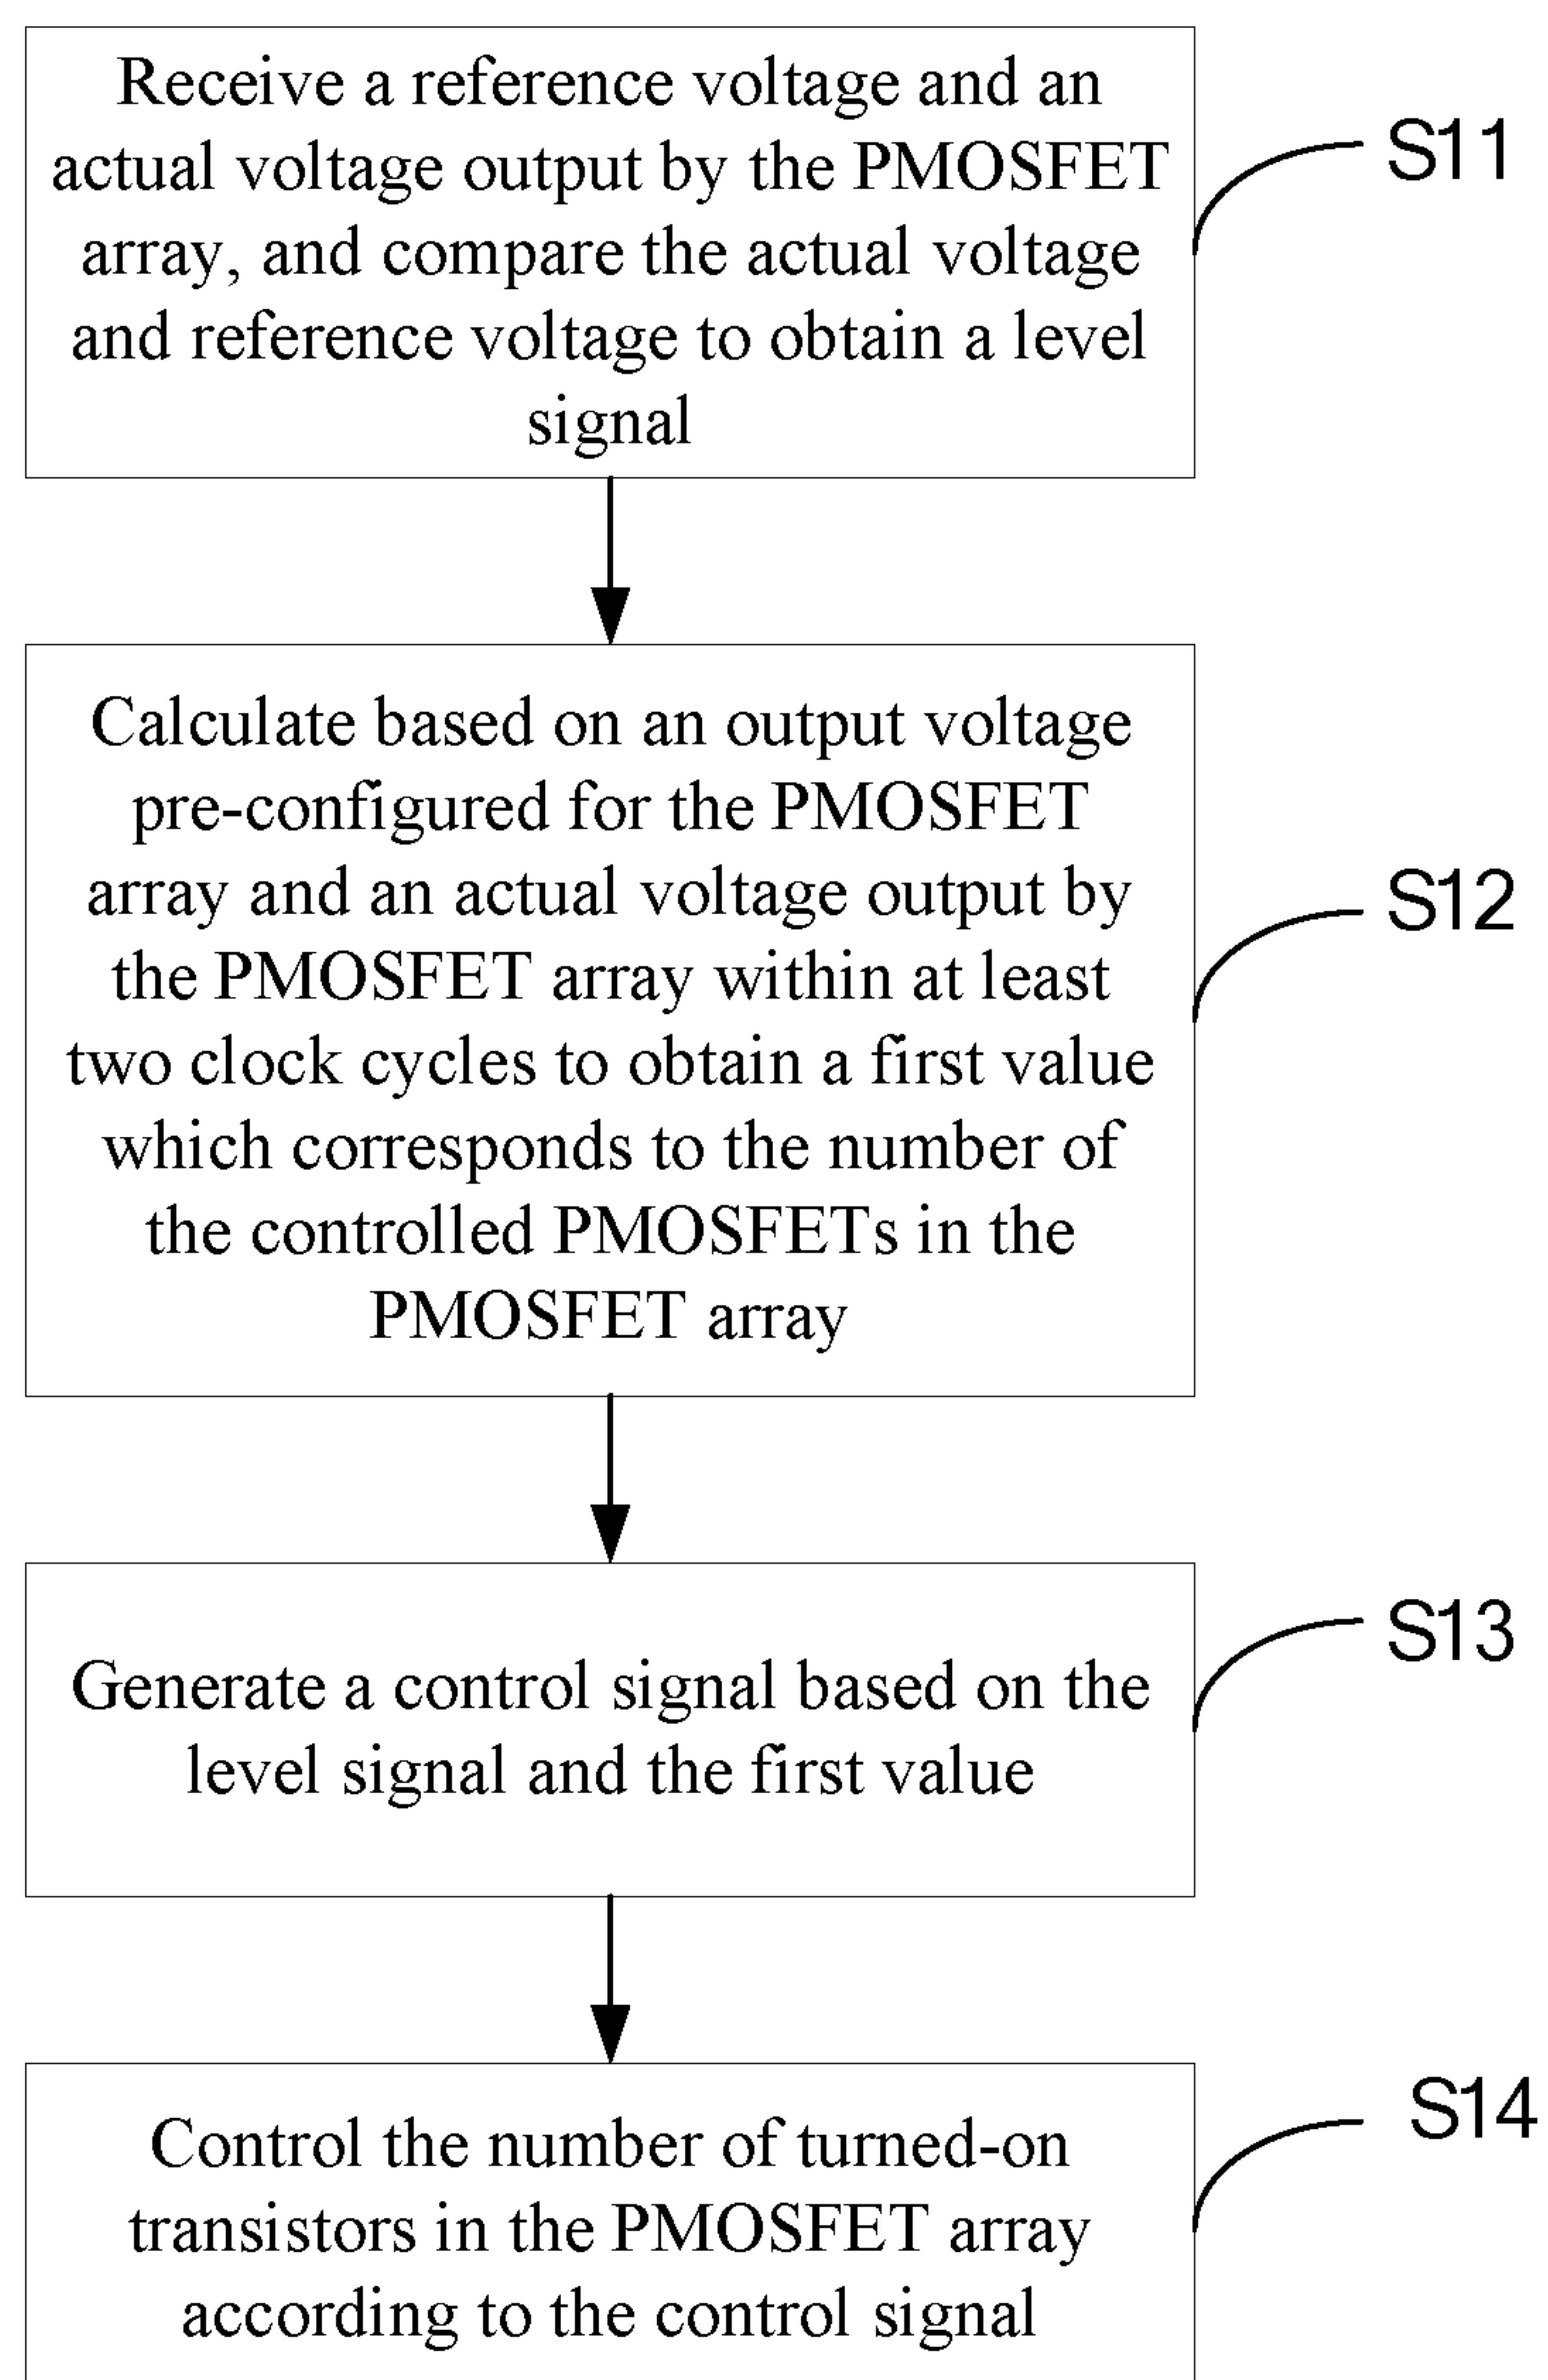 Receive a reference voltage and an
actual voltage output by the PMOSFET
array, and compare the actual voltage
and reference voltage to obtain a level
signal
S11
Calculate based on an output voltage
pre-configured for the PMOSFET
array and an actual voltage output by
the PMOSFET array within at least
two clock cycles to obtain a first value
which corresponds to the number of
the controlled PMOSFETs in the
PMOSFET array
S12
Generate a control signal based on the
level signal and the first value
S13
Control the number of turned-on
transistors in the PMOSFET array
according to the control signal
S14